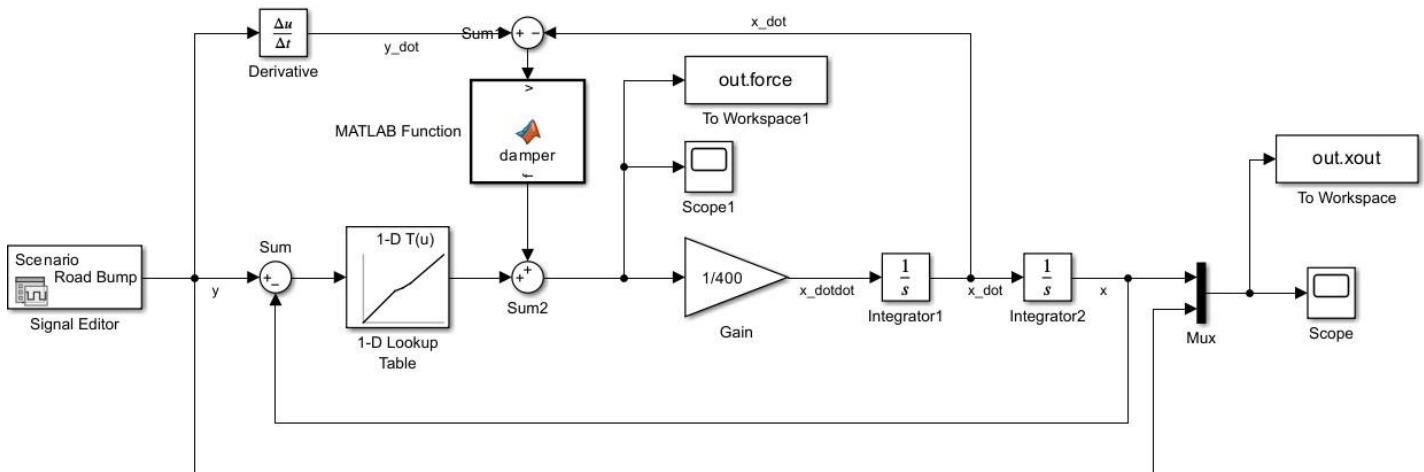 Δu
Δt
Derivative
y_dot
Sum
+ −
x_dot
MATLAB Function
v
damper
f
out.force
To Workspace1
Scope1
out.xout
To Workspace
Scenario
Road Bump
Signal Editor
y
Sum
+
−
1-D T(u)
1-D Lookup
Table
+
+
Sum2
1/400
Gain
x_dotdot
1
s
Integrator1
x_dot
1
s
Integrator2
x
Mux
Scope